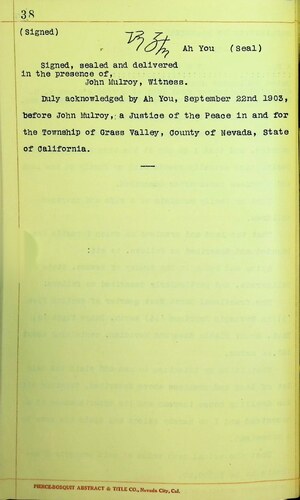 38
(Signed)
Ah You (Seal)
Signed, sealed and delivered
in the presence of,
John Mulroy, Witness.
Duly acknowledged by Ah You, September 22nd 1903,
before John Mulroy, a Justice of the Peace in and for
the Township of Grass Valley, County of Nevada, State
of California.
PIERCE-BOSQUIT ABSTRACT & TITLE CO., Nevada City, Cal.